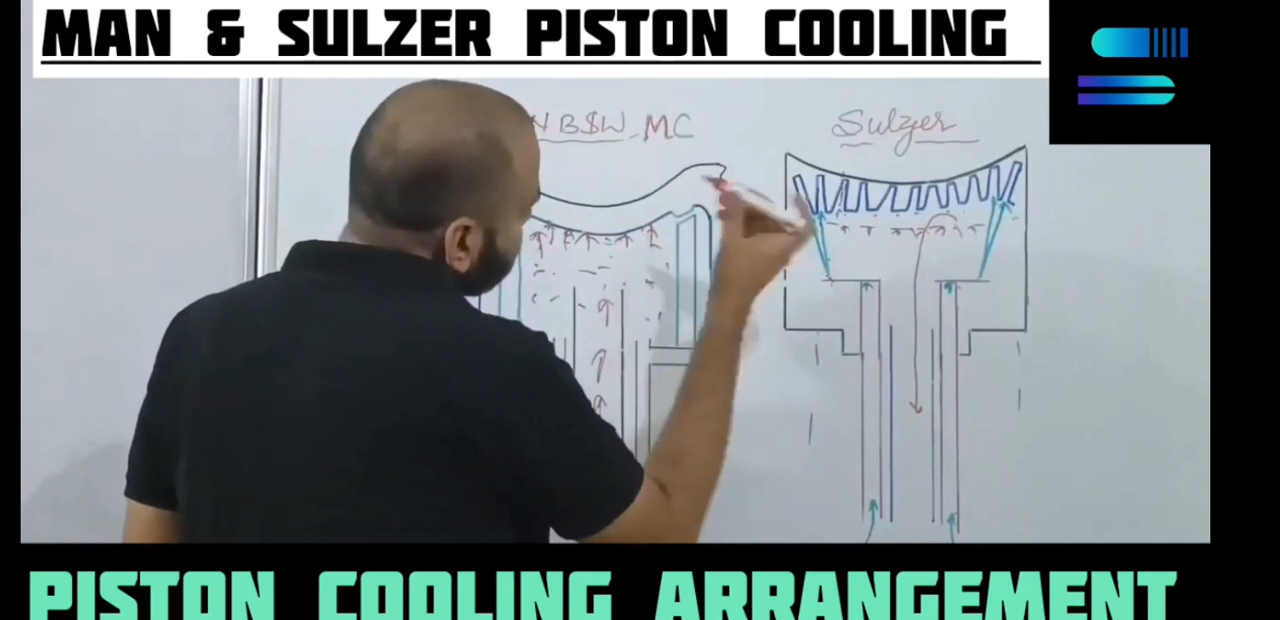 MAN & SULZER PISTON COOLING
B&W MC
Sulzer
PISTON COOLING ARRANGEMENT